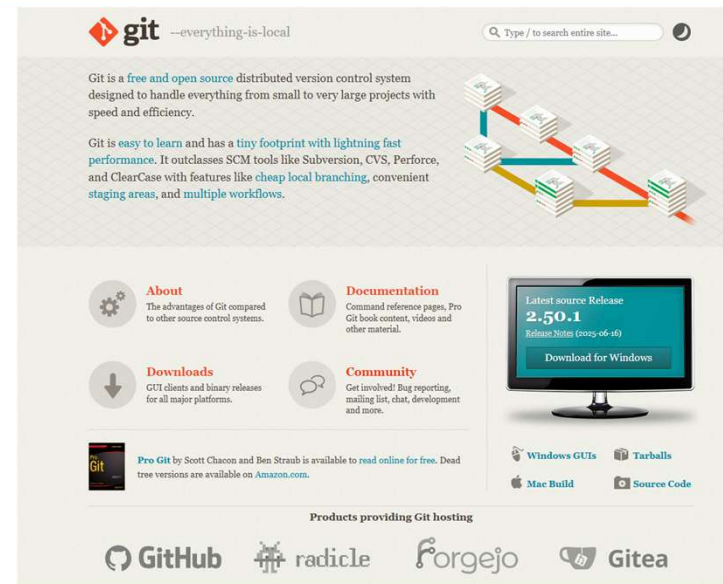 git --everything-is-local
Type / to search entire site...
Git is a free and open source distributed version control system
designed to handle everything from small to very large projects with
speed and efficiency.
Git is easy to learn and has a tiny footprint with lightning fast
performance. It outclasses SCM tools like Subversion, CVS, Perforce,
and ClearCase with features like cheap local branching, convenient
staging areas, and multiple workflows.
About
The advantages of Git compared
to other source control systems.
Documentation
Command reference pages, Pro
Git book content, videos and
other material.
Downloads
GUI clients and binary releases
for all major platforms.
Community
Get involved! Bug reporting,
mailing list, chat, development
and more.
Latest source Release
2.50.1
Release Notes (2025-06-16)
Download for Windows
Pro
Git
Pro Git by Scott Chacon and Ben Straub is available to read online for free. Dead
tree versions are available on Amazon.com.
Windows GUIs
Tarballs
Mac Build
Source Code
Products providing Git hosting
GitHub
radicle
Forgejo
Gitea